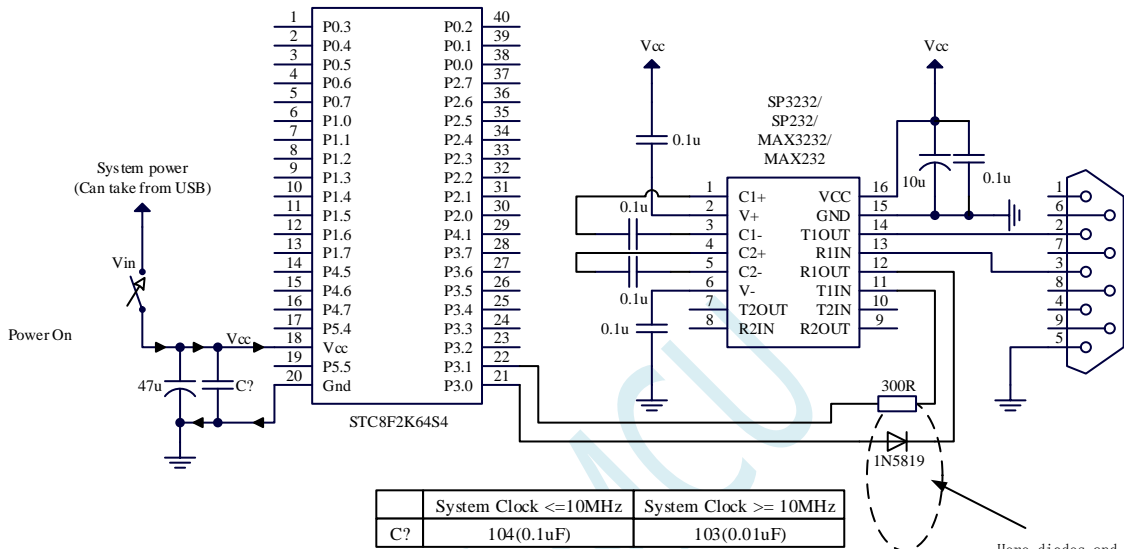 System power
(Can take from USB)
Vin
Power On
Vcc
47u
C?
1 P0.3 P0.2 40
2 P0.4 P0.1 39
3 P0.5 P0.0 38
4 P0.6 P2.7 37
5 P0.7 P2.6 36
6 P1.0 P2.5 35
7 P1.1 P2.4 34
8 P1.2 P2.3 33
9 P1.3 P2.2 32
10 P1.4 P2.1 31
11 P1.5 P2.0 30
12 P1.6 P4.1 29
13 P1.7 P3.7 28
14 P4.5 P3.6 27
15 P4.6 P3.5 26
16 P4.7 P3.4 25
17 P5.4 P3.3 24
18 Vcc P3.2 23
19 P5.5 P3.1 22
20 Gnd P3.0 21
STC8F2K64S4
Vcc
0.1u
0.1u
0.1u
0.1u
SP3232/
SP232/
MAX3232/
MAX232
1 C1+ VCC 16
2 V+ GND 15
3 C1- T1OUT 14
4 C2+ R1IN 13
5 C2- R1OUT 12
6 V- T1IN 11
7 T2OUT T2IN 10
8 R2IN R2OUT 9
Vcc
10u
0.1u
1
6
2
7
3
8
4
9
5
300R
1N5819
System Clock <=10MHz System Clock >= 10MHz
C? 104(0.1uF) 103(0.01uF)
MCU